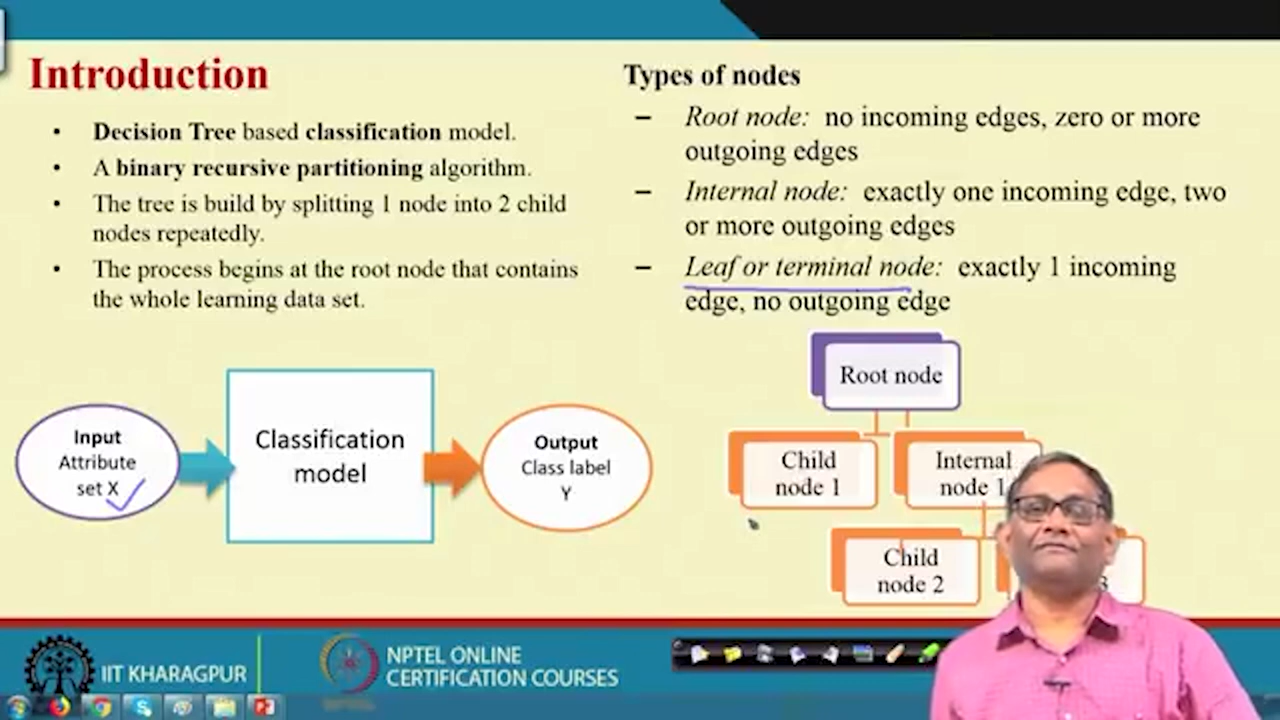 Introduction
• Decision Tree based classification model.
• A binary recursive partitioning algorithm.
• The tree is build by splitting 1 node into 2 child
nodes repeatedly.
• The process begins at the root node that contains
the whole learning data set.
Types of nodes
– Root node: no incoming edges, zero or more
outgoing edges
– Internal node: exactly one incoming edge, two
or more outgoing edges
– Leaf or terminal node: exactly 1 incoming
edge, no outgoing edge
Input
Attribute
set X
Classification
model
Output
Class label
Y
Root node
Child
node 1
Internal
node 1
Child
node 2
3
IIT KHARAGPUR
NPTEL ONLINE
CERTIFICATION COURSES